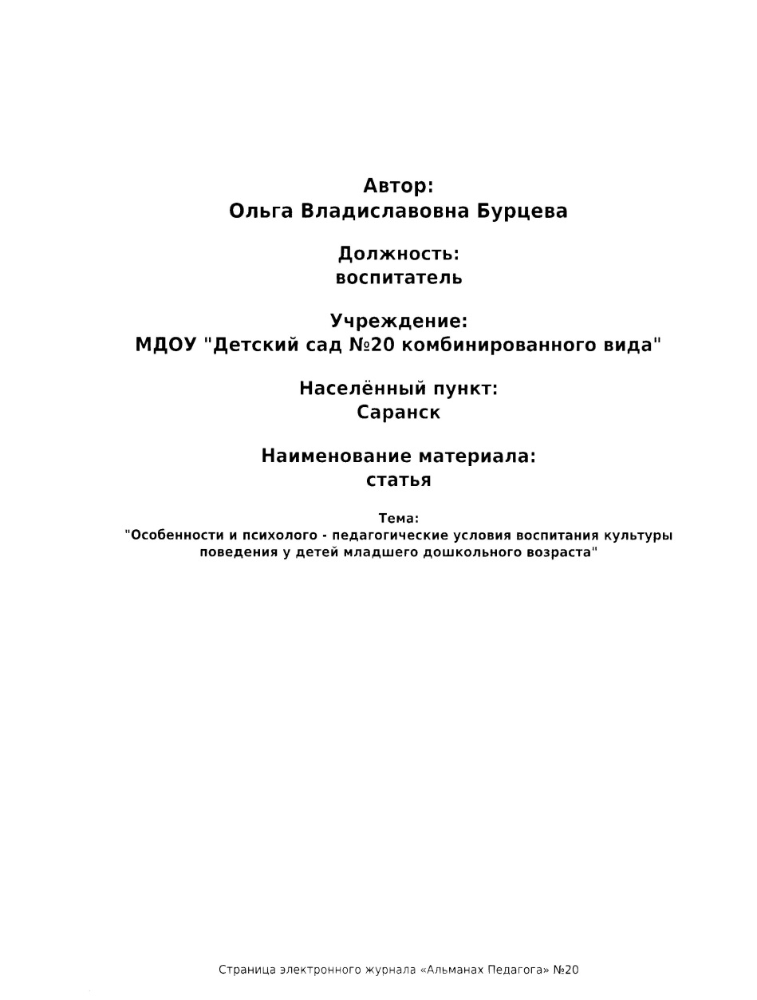 Автор:
Ольга Владиславовна Бурцева
Должность:
воспитатель
Учреждение:
МДОУ "Детский сад №20 комбинированного вида"
Населённый пункт:
Саранск
Наименование материала:
статья
Тема:
"Особенности и психолого - педагогические условия воспитания культуры
поведения у детей младшего дошкольного возраста"
Страница электронного журнала «Альманах Педагога» №20